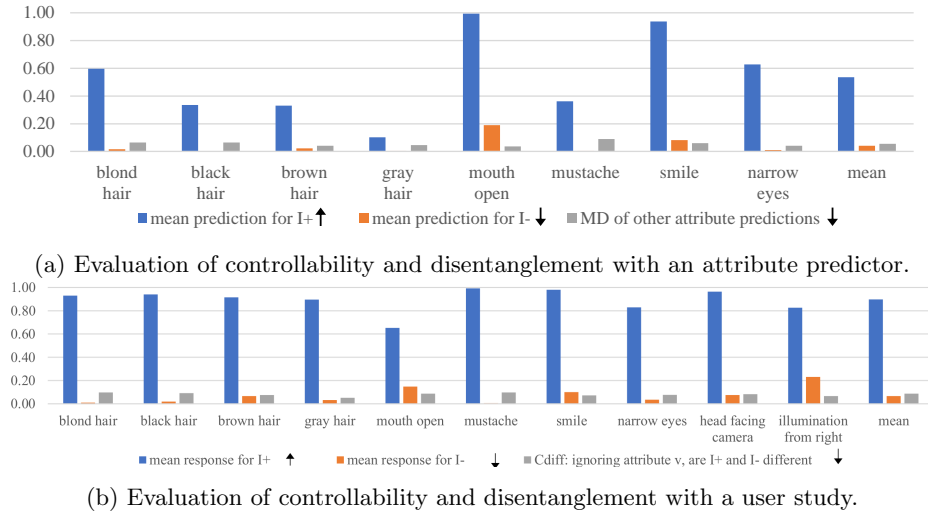 1.00
0.80
0.60
0.40
0.20
0.00
blond hair black hair brown hair gray hair mouth open mustache smile narrow eyes mean
mean prediction for I+ ↑ mean prediction for I- ↓ MD of other attribute predictions ↓
(a) Evaluation of controllability and disentanglement with an attribute predictor.
1.00
0.80
0.60
0.40
0.20
0.00
blond hair black hair brown hair gray hair mouth open mustache smile narrow eyes head facing camera illumination from right mean
mean response for I+ ↑ mean response for I- ↓ Cdiff: ignoring attribute v, are I+ and I- different ↓
(b) Evaluation of controllability and disentanglement with a user study.